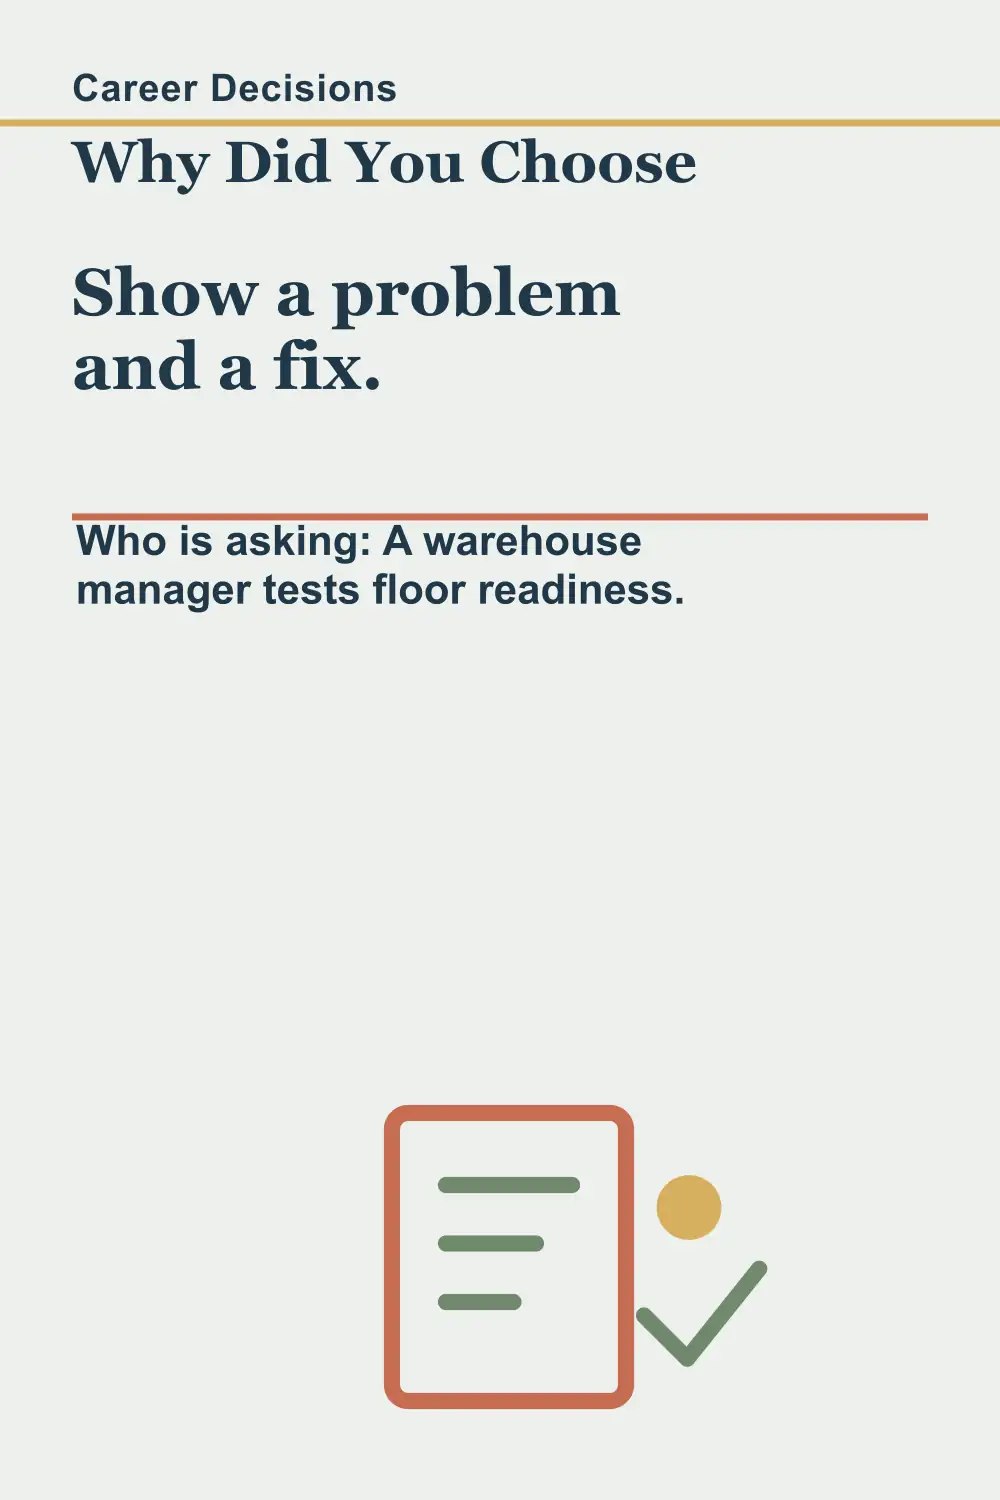 Career Decisions
Why Did You Choose
Show a problem
and a fix.
Who is asking: A warehouse
manager tests floor readiness.